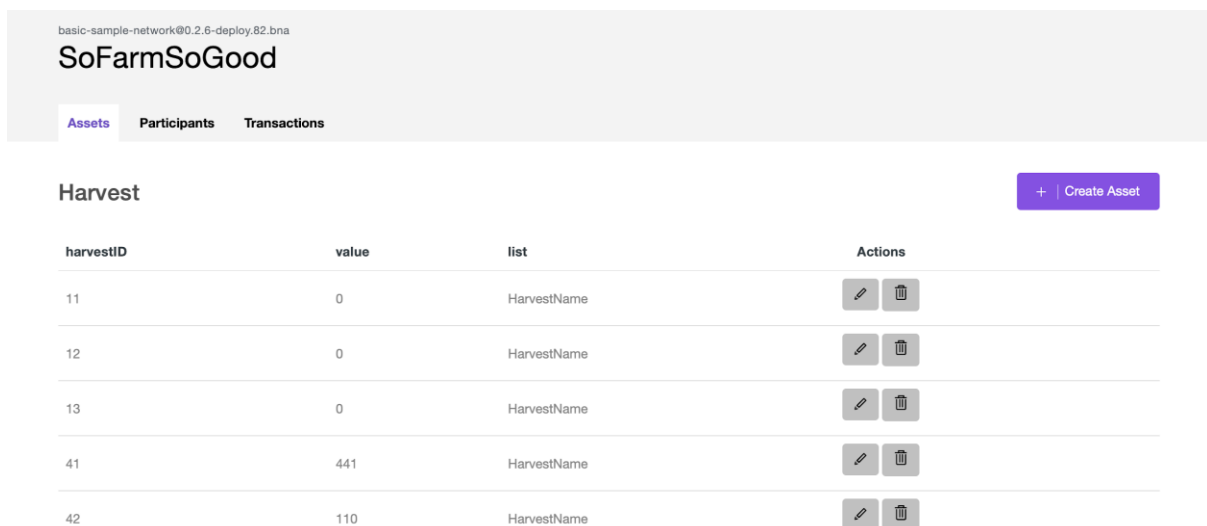 basic-sample-network@0.2.6-deploy.82.bna
SoFarmSoGood
Assets Participants Transactions
Harvest
+ | Create Asset
harvestID value list Actions
11 0 HarvestName
12 0 HarvestName
13 0 HarvestName
41 441 HarvestName
42 110 HarvestName